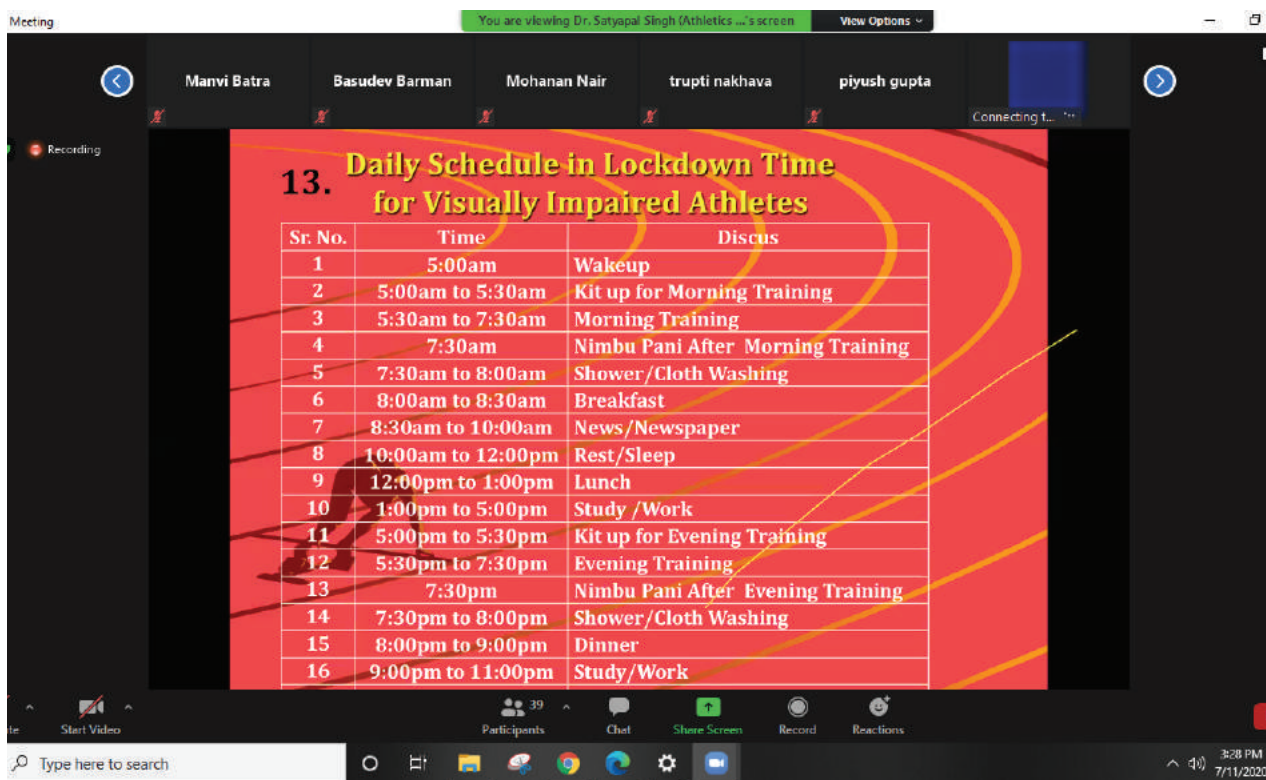 Meeting
You are viewing Dr. Satyapal Singh (Athletics ...'s screen View Options
Manvi Batra Basudev Barman Mohanan Nair trupti nakhava piyush gupta
Connecting t...
Recording
13. Daily Schedule in Lockdown Time
for Visually Impaired Athletes
Sr. No. Time Discus
1 5:00am Wakeup
2 5:00am to 5:30am Kit up for Morning Training
3 5:30am to 7:30am Morning Training
4 7:30am Nimbu Pani After Morning Training
5 7:30am to 8:00am Shower/Cloth Washing
6 8:00am to 8:30am Breakfast
7 8:30am to 10:00am News/Newspaper
8 10:00am to 12:00pm Rest/Sleep
9 12:00pm to 1:00pm Lunch
10 1:00pm to 5:00pm Study /Work
11 5:00pm to 5:30pm Kit up for Evening Training
12 5:30pm to 7:30pm Evening Training
13 7:30pm Nimbu Pani After Evening Training
14 7:30pm to 8:00pm Shower/Cloth Washing
15 8:00pm to 9:00pm Dinner
16 9:00pm to 11:00pm Study/Work
39
Start Video Participants Chat Share Screen Record Reactions
Type here to search
3:28 PM
7/11/2020